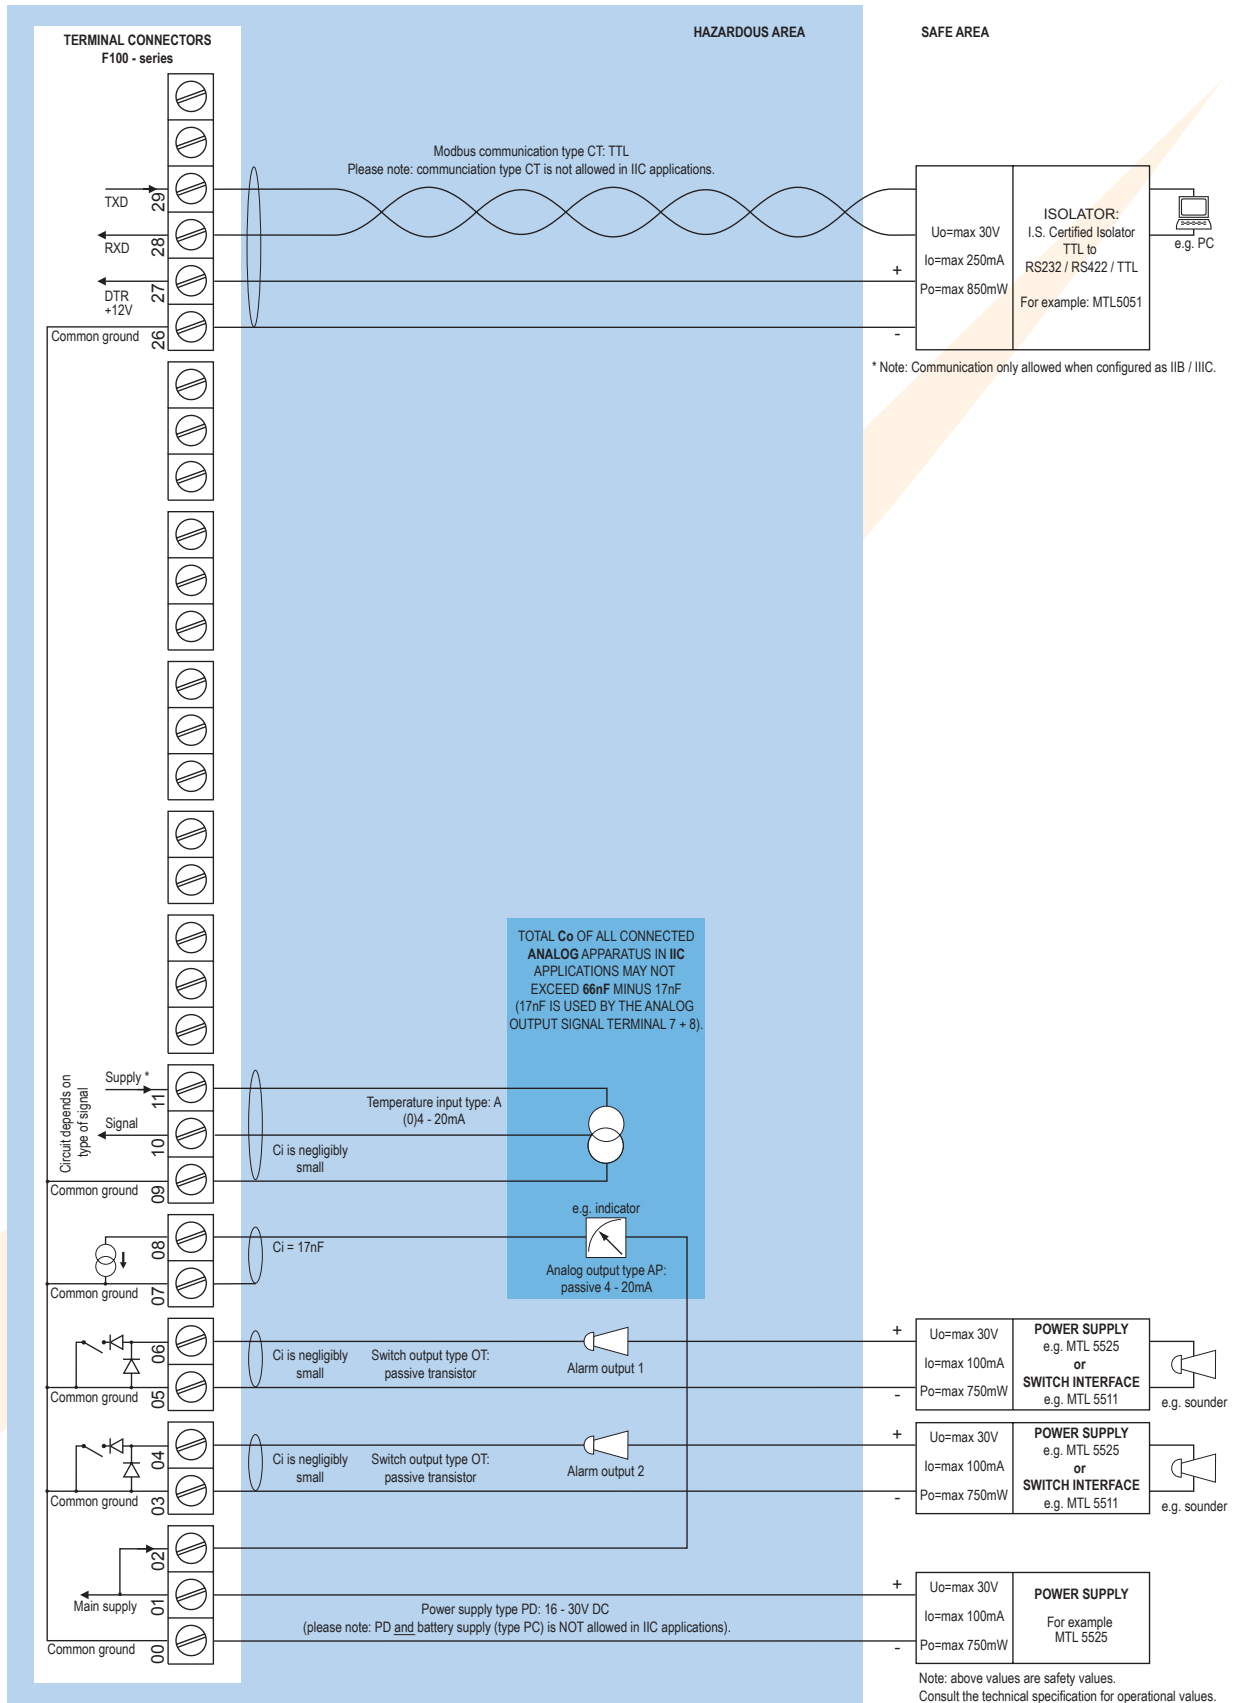 TERMINAL CONNECTORS
F100 - series
HAZARDOUS AREA
SAFE AREA
Modbus communication type CT: TTL
Please note: communciation type CT is not allowed in IIC applications.
TXD
29
RXD
28
DTR
+12V
27
Common ground
26
+
-
Uo=max 30V
Io=max 250mA
Po=max 850mW
ISOLATOR:
I.S. Certified Isolator
TTL to
RS232 / RS422 / TTL
For example: MTL5051
e.g. PC
* Note: Communication only allowed when configured as IIB / IIIC.
TOTAL Co OF ALL CONNECTED
ANALOG APPARATUS IN IIC
APPLICATIONS MAY NOT
EXCEED 66nF MINUS 17nF
(17nF IS USED BY THE ANALOG
OUTPUT SIGNAL TERMINAL 7 + 8).
Circuit depends on
type of signal
Supply *
11
Signal
10
Common ground
09
Temperature input type: A
(0)4 - 20mA
Ci is negligibly
small
08
Common ground
07
Ci = 17nF
e.g. indicator
Analog output type AP:
passive 4 - 20mA
06
Common ground
05
Ci is negligibly
small
Switch output type OT:
passive transistor
Alarm output 1
+
-
Uo=max 30V
Io=max 100mA
Po=max 750mW
POWER SUPPLY
e.g. MTL 5525
or
SWITCH INTERFACE
e.g. MTL 5511
e.g. sounder
04
Common ground
03
Ci is negligibly
small
Switch output type OT:
passive transistor
Alarm output 2
+
-
Uo=max 30V
Io=max 100mA
Po=max 750mW
POWER SUPPLY
e.g. MTL 5525
or
SWITCH INTERFACE
e.g. MTL 5511
e.g. sounder
02
Main supply
01
Common ground
00
Power supply type PD: 16 - 30V DC
(please note: PD and battery supply (type PC) is NOT allowed in IIC applications).
+
-
Uo=max 30V
Io=max 100mA
Po=max 750mW
POWER SUPPLY
For example
MTL 5525
Note: above values are safety values.
Consult the technical specification for operational values.